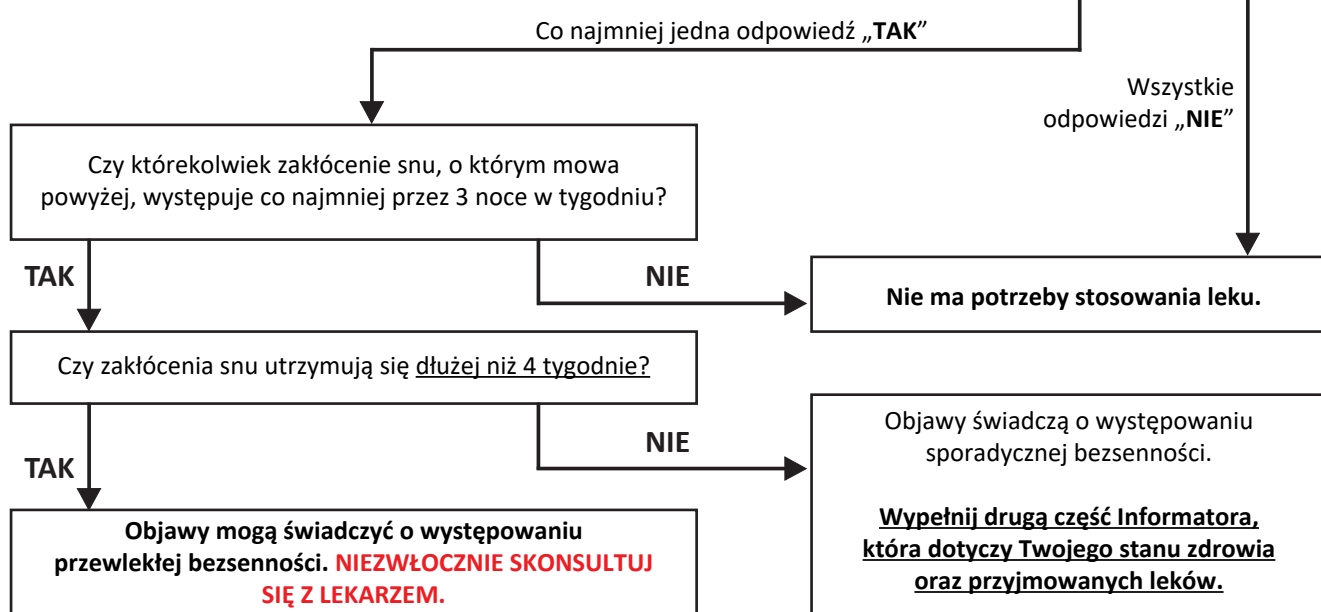 Co najmniej jedna odpowiedź „TAK”
Wszystkie
odpowiedzi „NIE”
Czy którekolwiek zakłócenie snu, o którym mowa
powyżej, występuje co najmniej przez 3 noce w tygodniu?
TAK
NIE
Nie ma potrzeby stosowania leku.
Czy zakłócenia snu utrzymują się dłużej niż 4 tygodnie?
TAK
NIE
Objawy świadczą o występowaniu
sporadycznej bezsenności.
Wypełnij drugą część Informatora,
która dotyczy Twojego stanu zdrowia
oraz przyjmowanych leków.
Objawy mogą świadczyć o występowaniu
przewlekłej bezsenności. NIEZWŁOCZNIE SKONSULTUJ
SIĘ Z LEKARZEM.